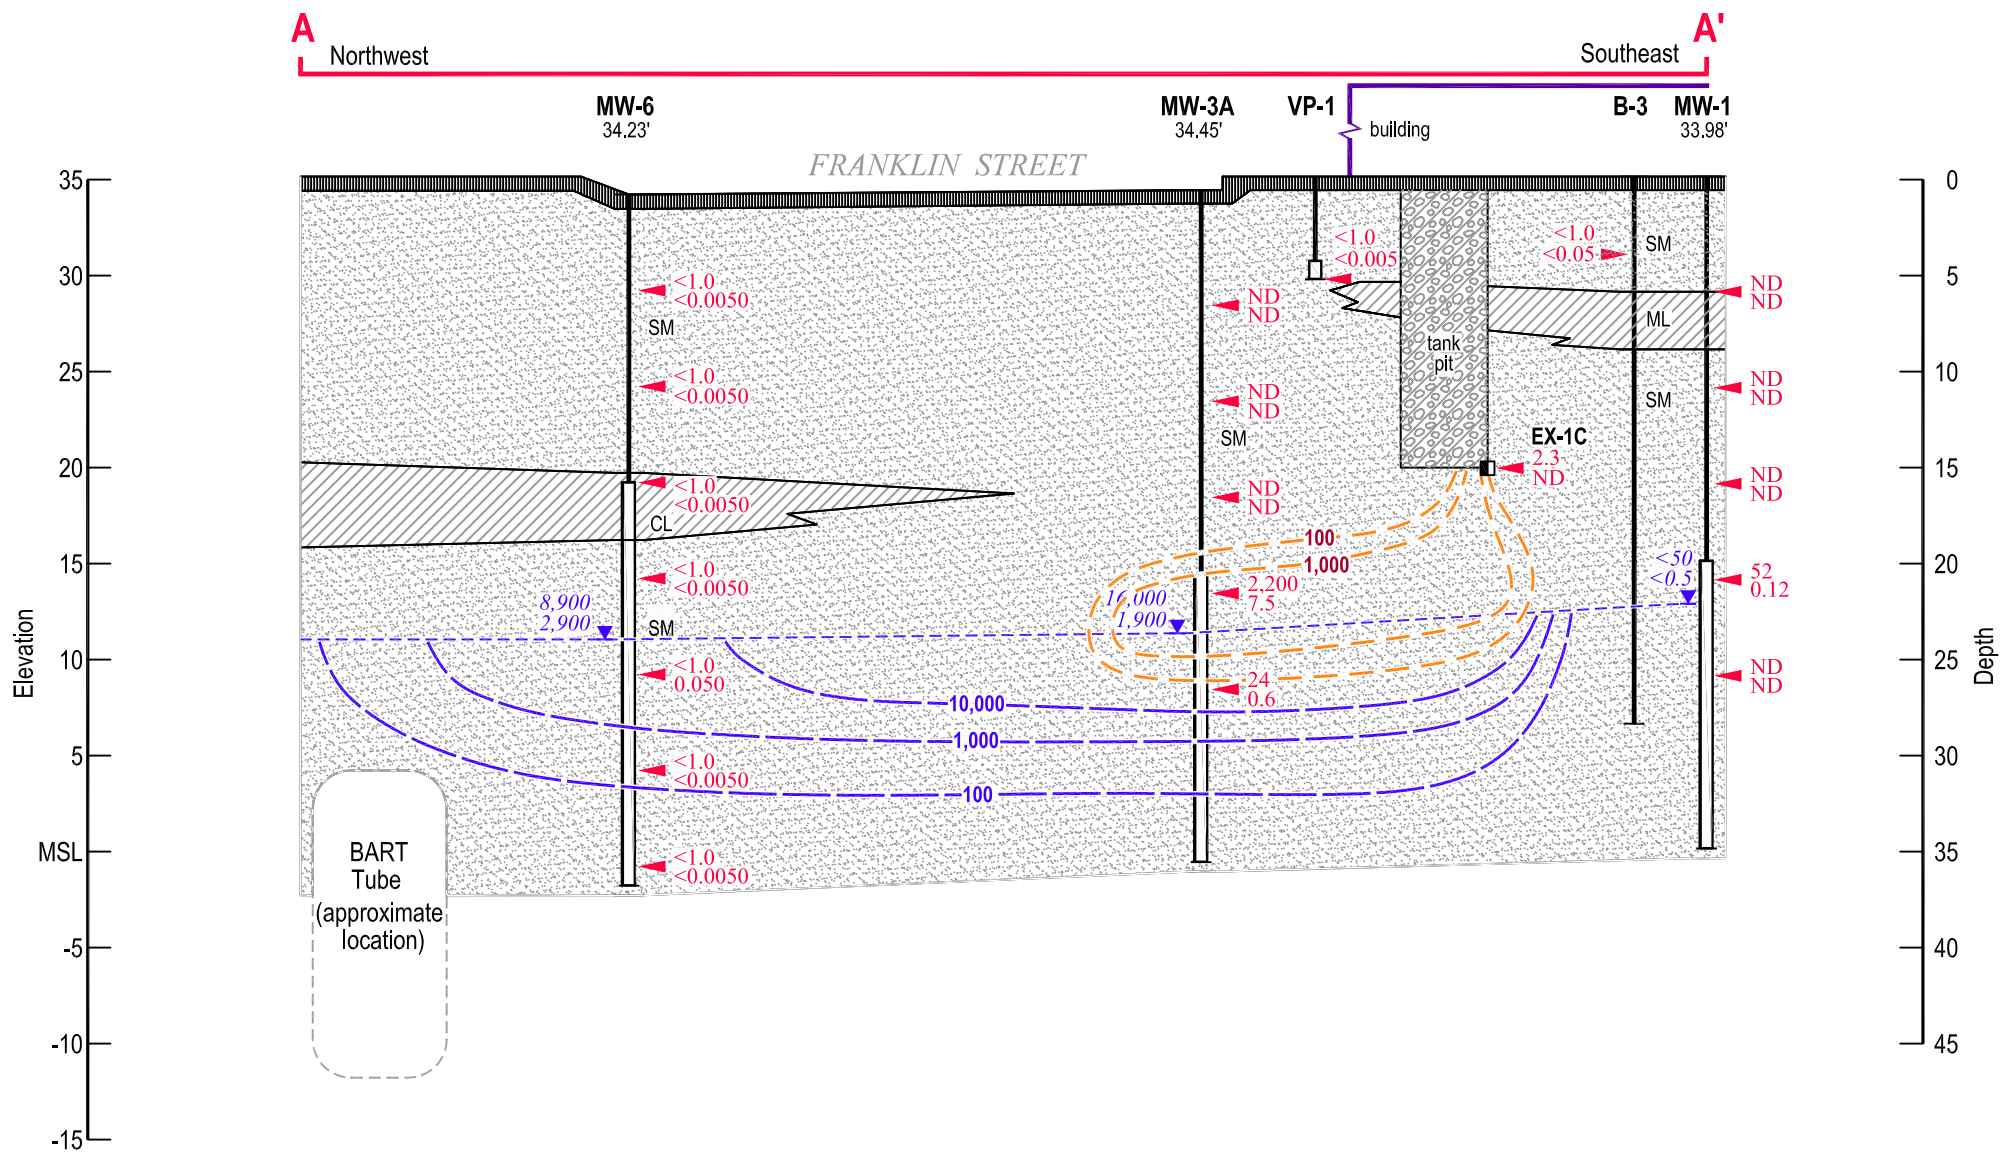 A
A'
Northwest
Southeast
MW-6
34.23'
MW-3A
34.45'
VP-1
building
B-3
MW-1
33.98'
FRANKLIN STREET
35
30
25
20
15
10
5
MSL
-5
-10
-15
Elevation
0
5
10
15
20
25
30
35
40
45
Depth
<1.0
<0.0050
SM
<1.0
<0.0050
<1.0
<0.0050
CL
<1.0
<0.0050
8,900
2,900
SM
<1.0
0.050
<1.0
<0.0050
<1.0
<0.0050
ND
ND
ND
ND
SM
ND
ND
2,200
7.5
16,000
1,900
24
0.6
<1.0
<0.005
tank
pit
EX-1C
2.3
ND
<1.0
<0.05
SM
ML
SM
ND
ND
ND
ND
ND
ND
<50
<0.5
52
0.12
ND
ND
100
1,000
10,000
1,000
100
BART
Tube
(approximate
location)